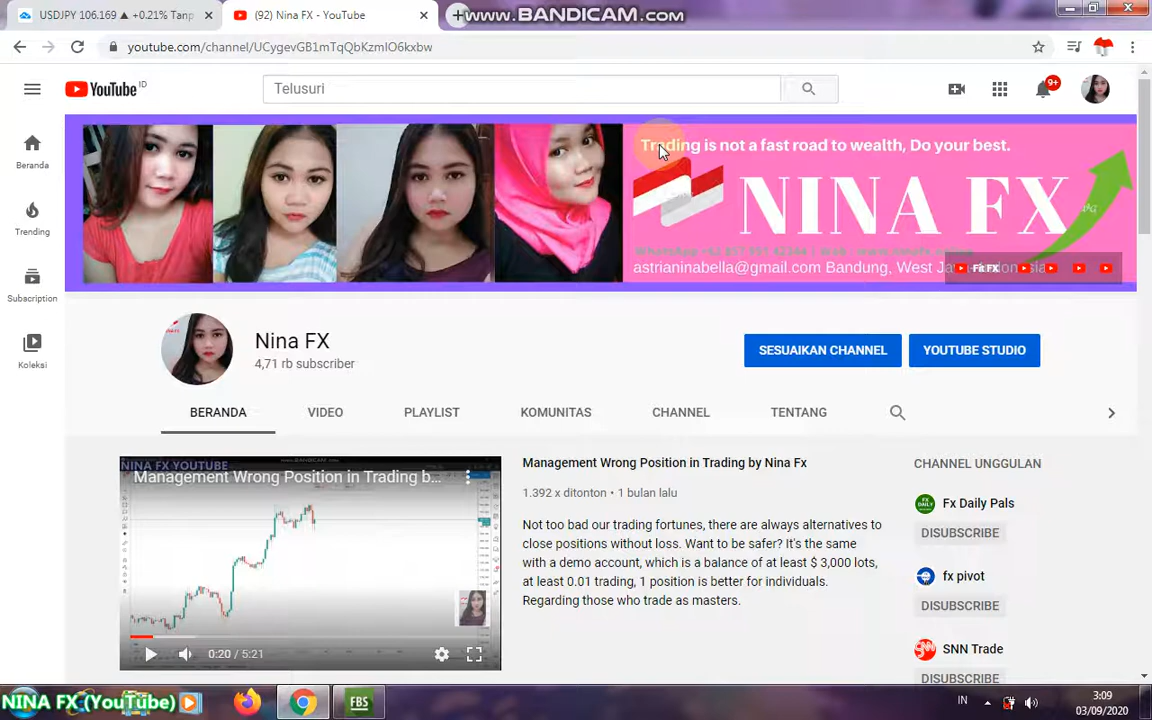 USDJPY 106.169 ▲ +0.21% Tanp
(92) Nina FX - YouTube
www.BANDICAM.com
youtube.com/channel/UCygevGB1mTqQbKzmIO6kxbw
YouTube ID
Telusuri
9+
Beranda
Trending
Subscription
Koleksi
Trading is not a fast road to wealth, Do your best.
NINA FX
astrianinabella@gmail.com Bandung, West Ja
Fit FX
Nina FX
4,71 rb subscriber
SESUAIKAN CHANNEL
YOUTUBE STUDIO
BERANDA
VIDEO
PLAYLIST
KOMUNITAS
CHANNEL
TENTANG
NINA FX YOUTUBE
Management Wrong Position in Trading b...
0:20 / 5:21
Management Wrong Position in Trading by Nina Fx
1.392 x ditonton • 1 bulan lalu
Not too bad our trading fortunes, there are always alternatives to
close positions without loss. Want to be safer? It's the same
with a demo account, which is a balance of at least $ 3,000 lots,
at least 0.01 trading, 1 position is better for individuals.
Regarding those who trade as masters.
CHANNEL UNGGULAN
Fx Daily Pals
DISUBSCRIBE
fx pivot
DISUBSCRIBE
SNN Trade
DISUBSCRIBE
NINA FX (YouTube)
FBS
IN
3:09
03/09/2020